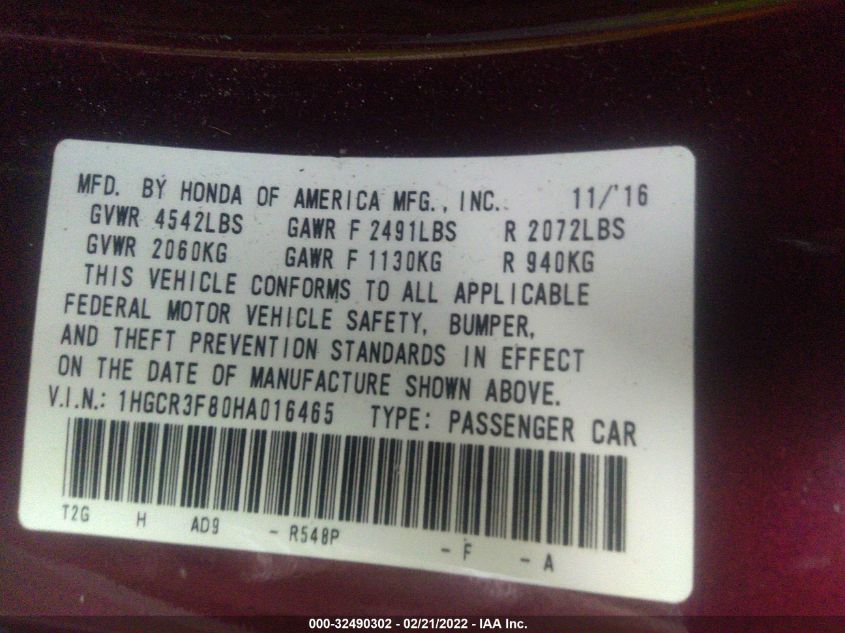 MFD. BY HONDA OF AMERICA MFG., INC. 11/'16
GVWR 4542LBS GAWR F 2491LBS R 2072LBS
GVWR 2060KG GAWR F 1130KG R 940KG
THIS VEHICLE CONFORMS TO ALL APPLICABLE
FEDERAL MOTOR VEHICLE SAFETY, BUMPER,
AND THEFT PREVENTION STANDARDS IN EFFECT
ON THE DATE OF MANUFACTURE SHOWN ABOVE.
V.I.N.: 1HGCR3F80HA016465 TYPE: PASSENGER CAR
T2G H AD9 - R548P - F - A
000-32490302 - 02/21/2022 - IAA Inc.